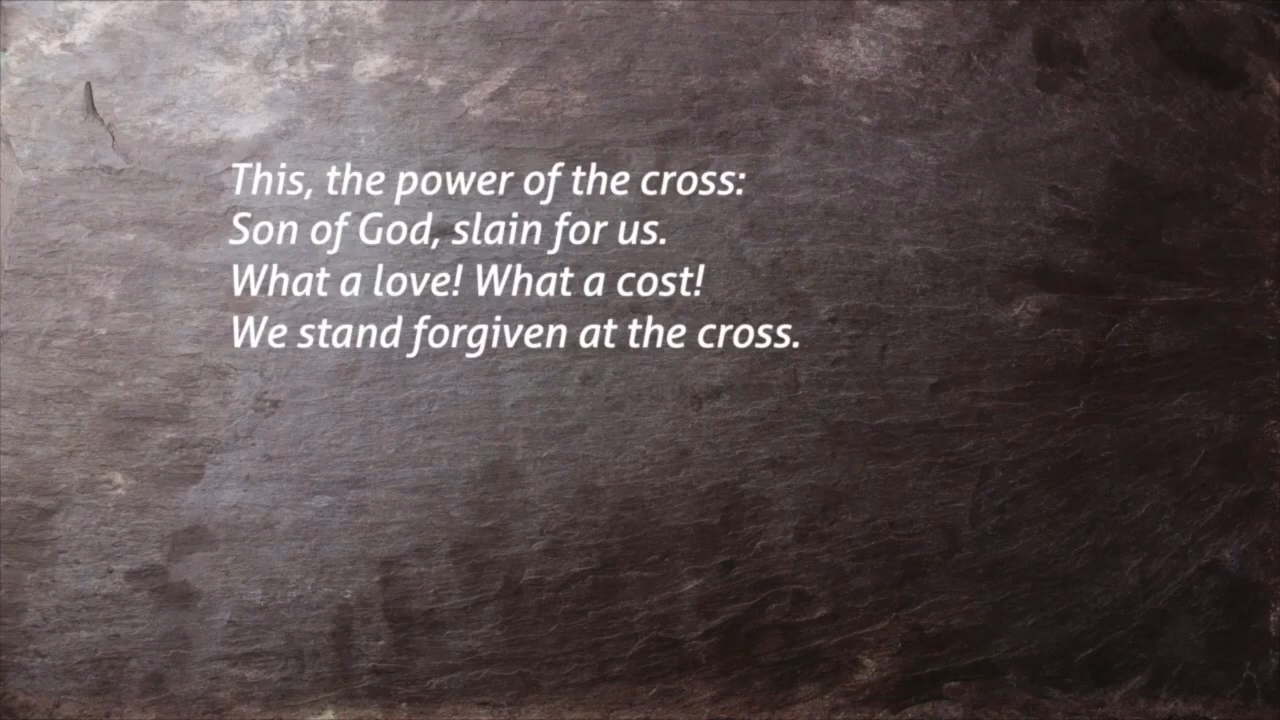 This, the power of the cross:
Son of God, slain for us.
What a love! What a cost!
We stand forgiven at the cross.